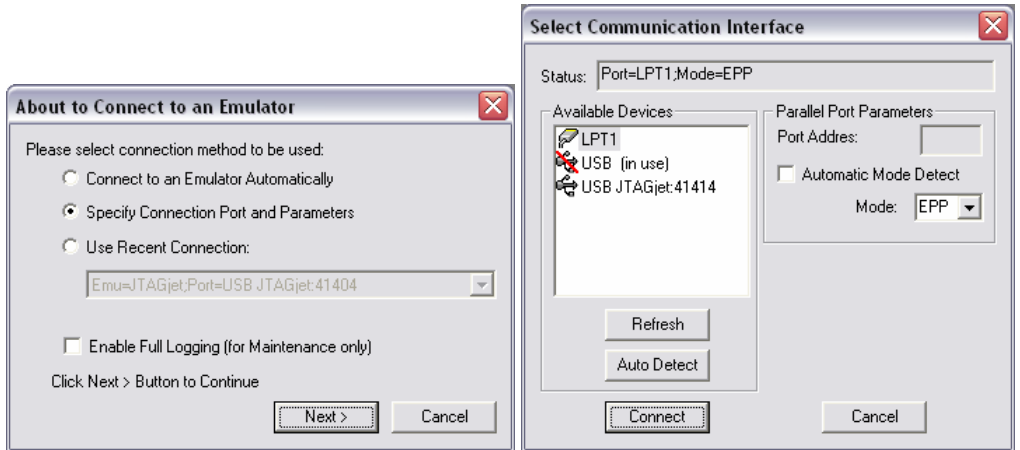 About to Connect to an Emulator
Please select connection method to be used:
Connect to an Emulator Automatically
Specify Connection Port and Parameters
Use Recent Connection:
Emu=JTAGjet;Port=USB JTAGjet:41404
Enable Full Logging (for Maintenance only)
Click Next > Button to Continue
Next >
Cancel
Select Communication Interface
Status: Port=LPT1;Mode=EPP
Available Devices
LPT1
USB (in use)
USB JTAGjet:41414
Refresh
Auto Detect
Parallel Port Parameters
Port Addres:
Automatic Mode Detect
Mode: EPP
Connect
Cancel